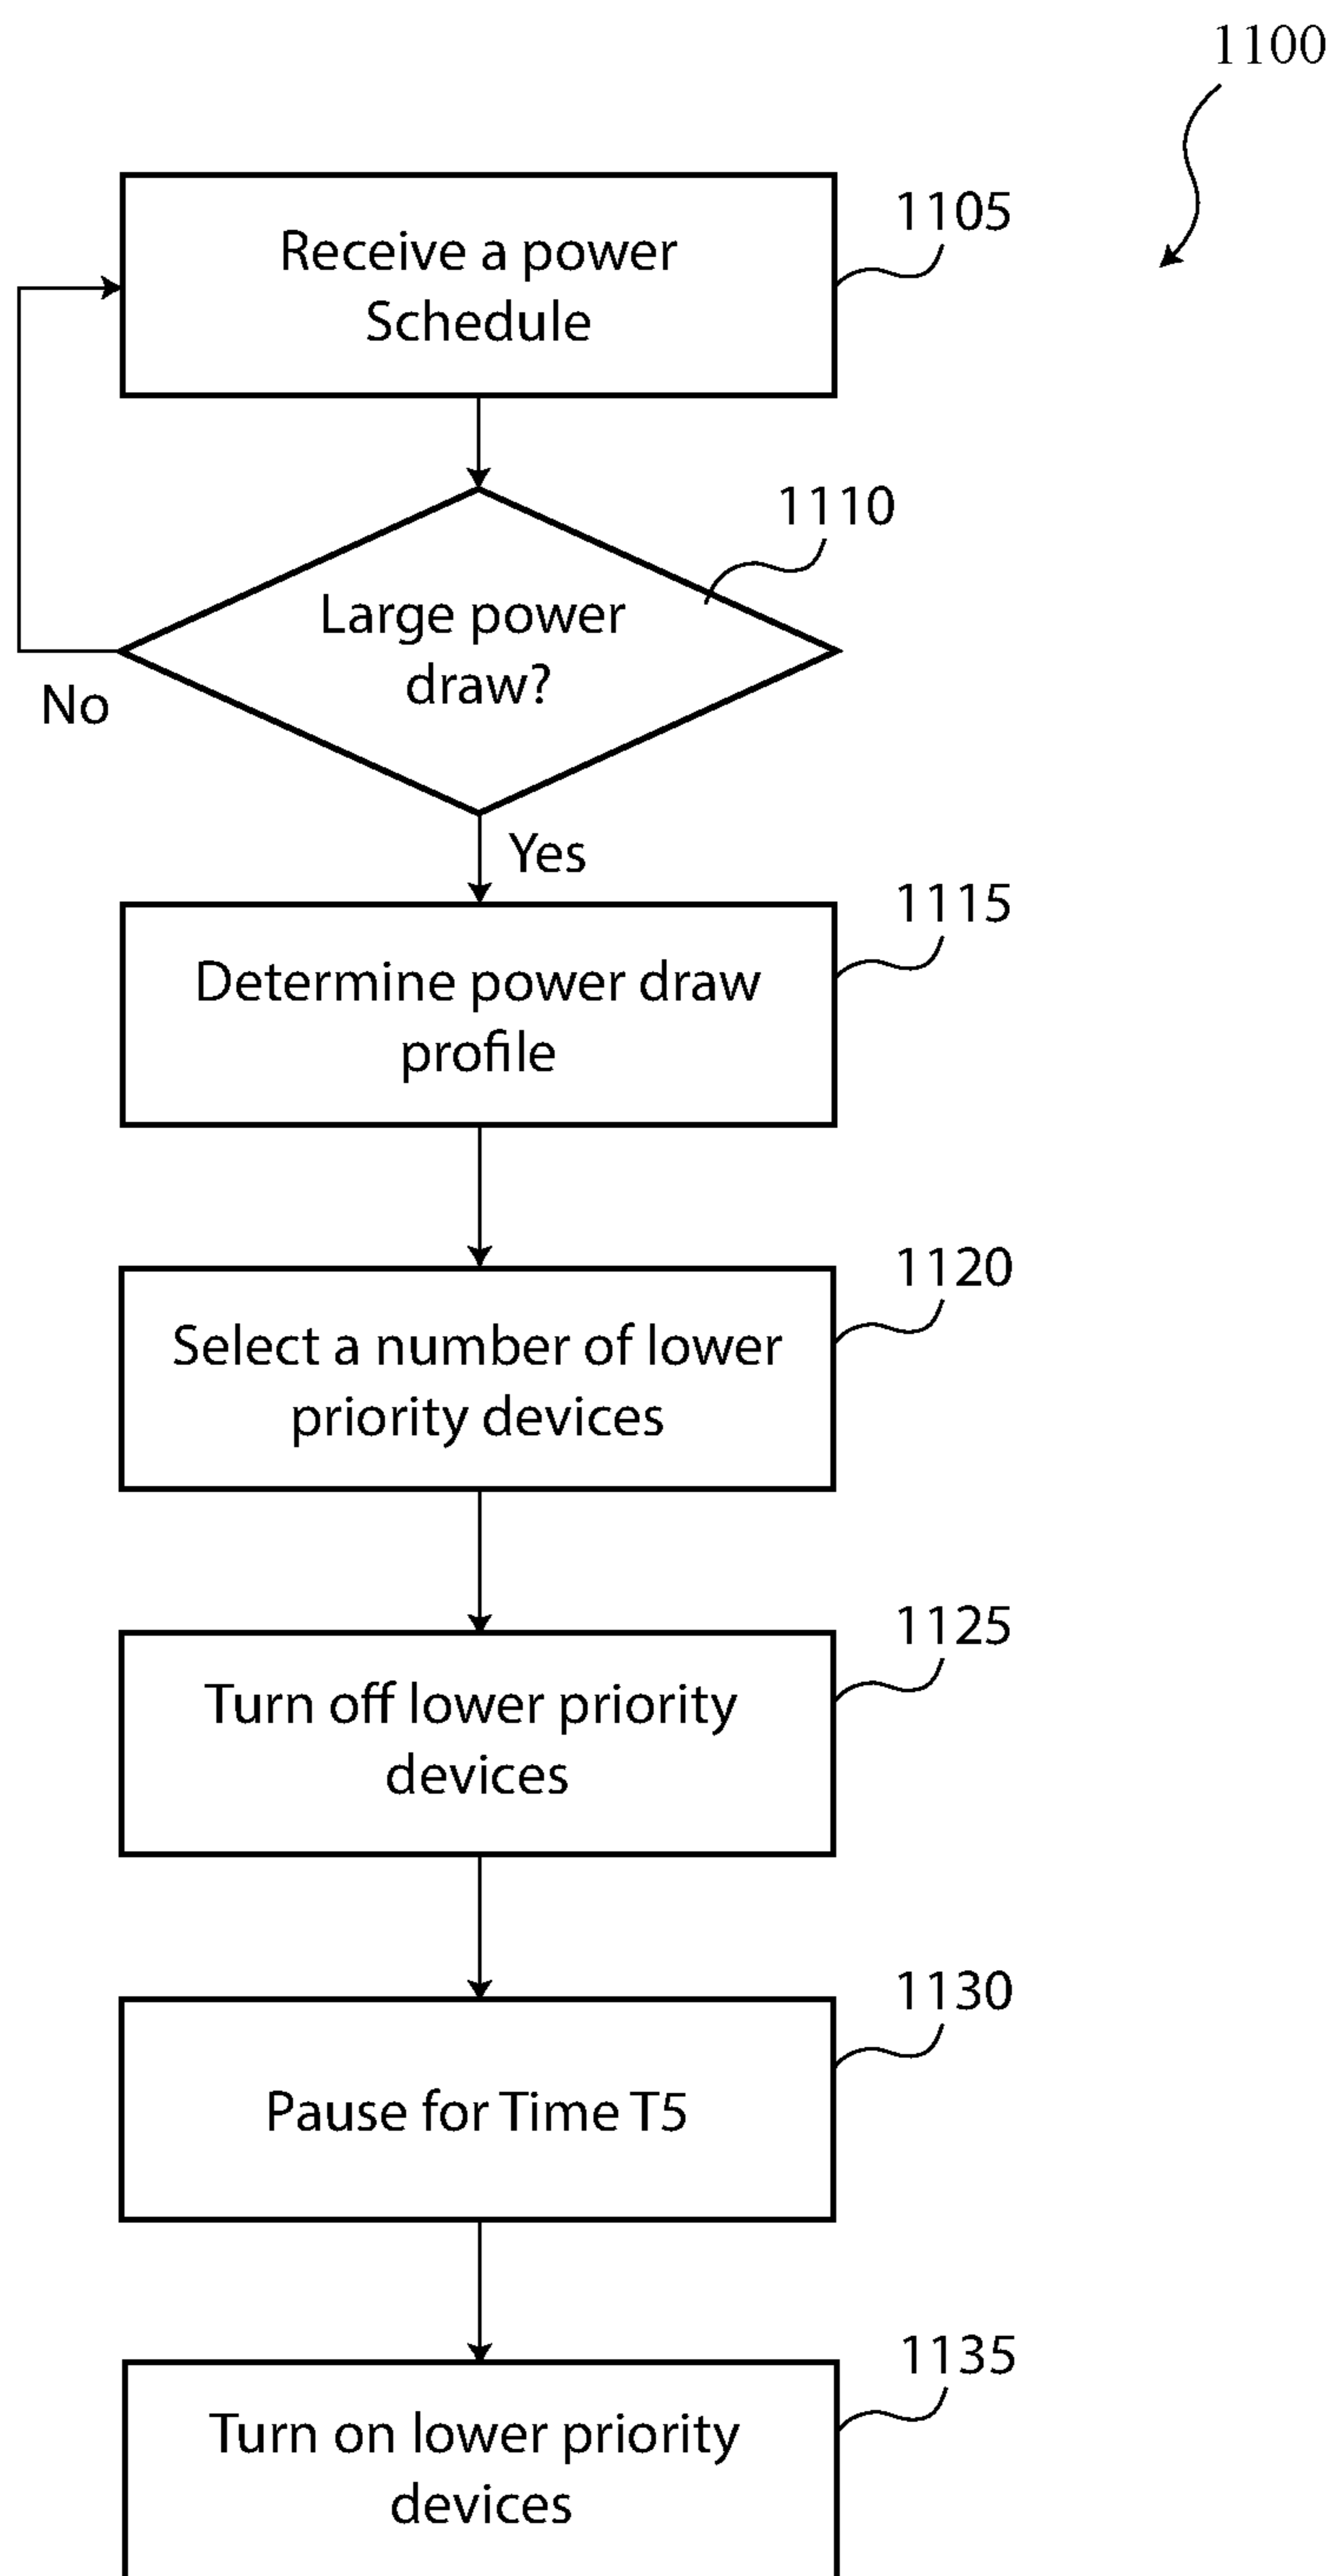 1100
1105
Receive a power
Schedule
1110
Large power
draw?
No
Yes
1115
Determine power draw
profile
1120
Select a number of lower
priority devices
1125
Turn off lower priority
devices
1130
Pause for Time T5
1135
Turn on lower priority
devices